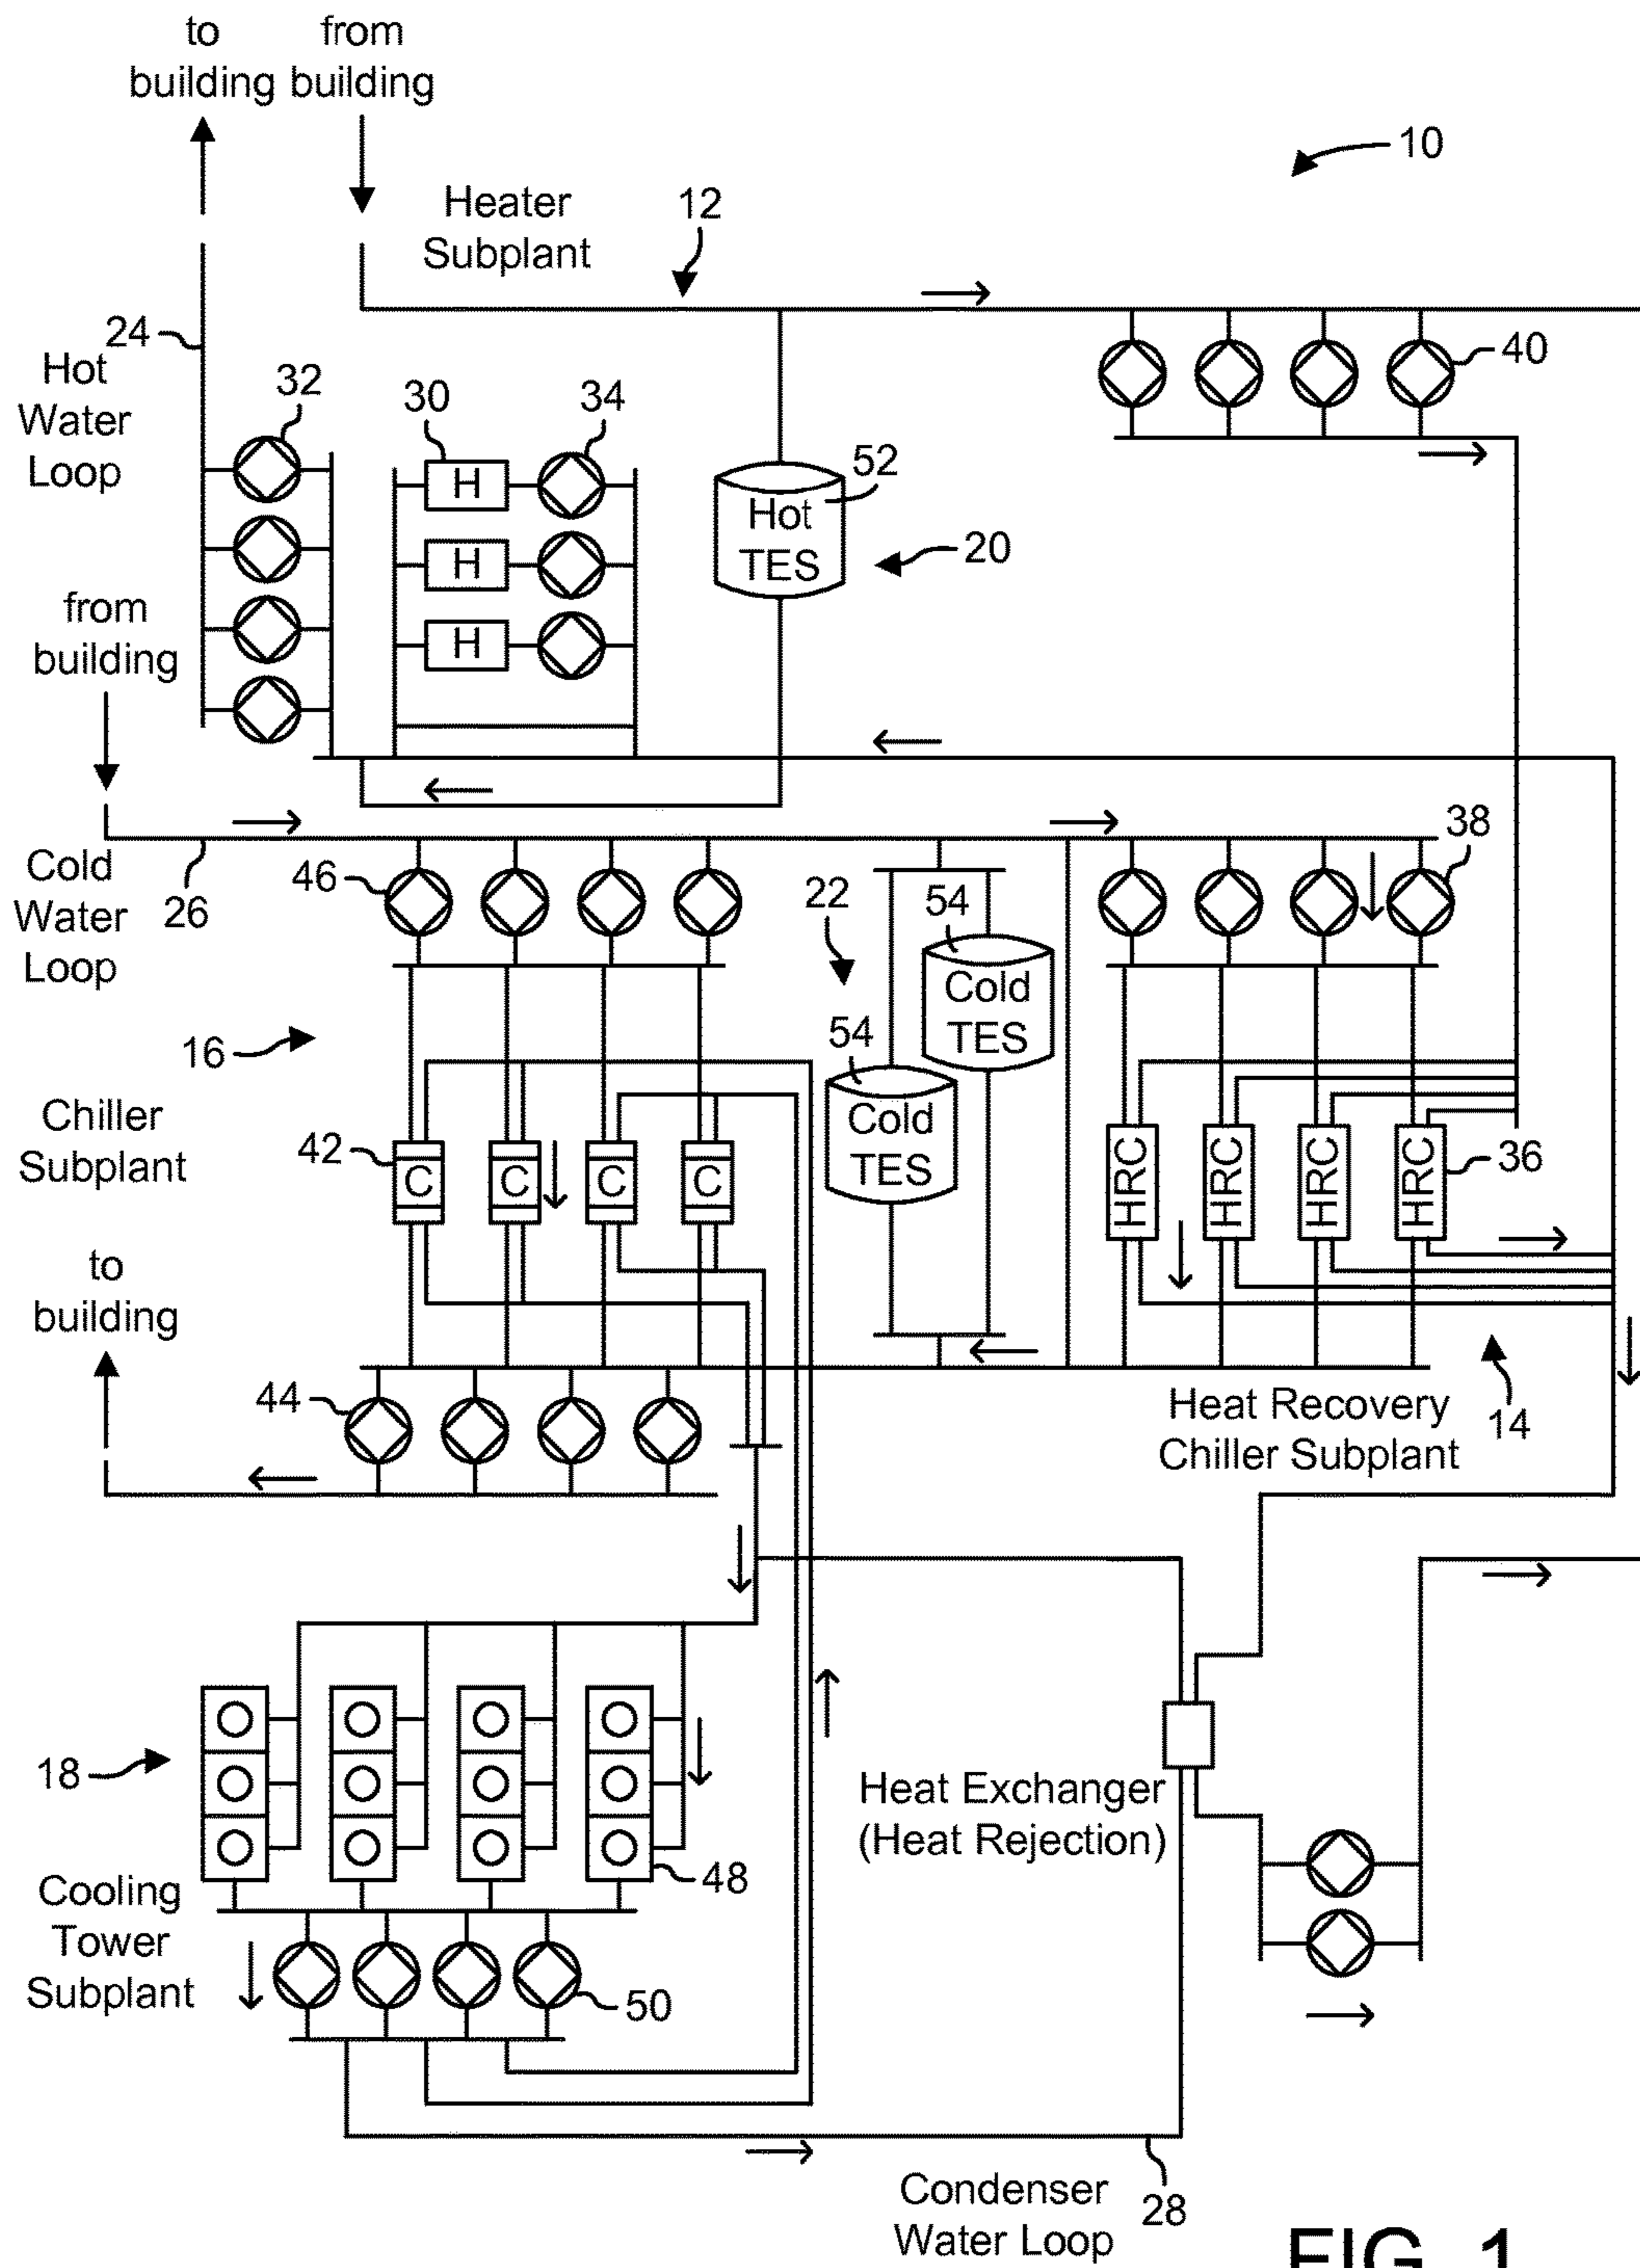 to
building
from
building
10
Heater
Subplant
12
24
Hot
Water
Loop
32
30
34
40
H
H
H
52
Hot
TES
20
from
building
38
Cold
Water
Loop
26
46
22
54
Cold
TES
54
Cold
TES
16
Chiller
Subplant
42
C
C
C
C
HRC
HRC
HRC
HRC
36
to
building
44
Heat Recovery
Chiller Subplant
14
18
Heat Exchanger
(Heat Rejection)
48
Cooling
Tower
Subplant
50
Condenser
Water Loop
28
FIG. 1